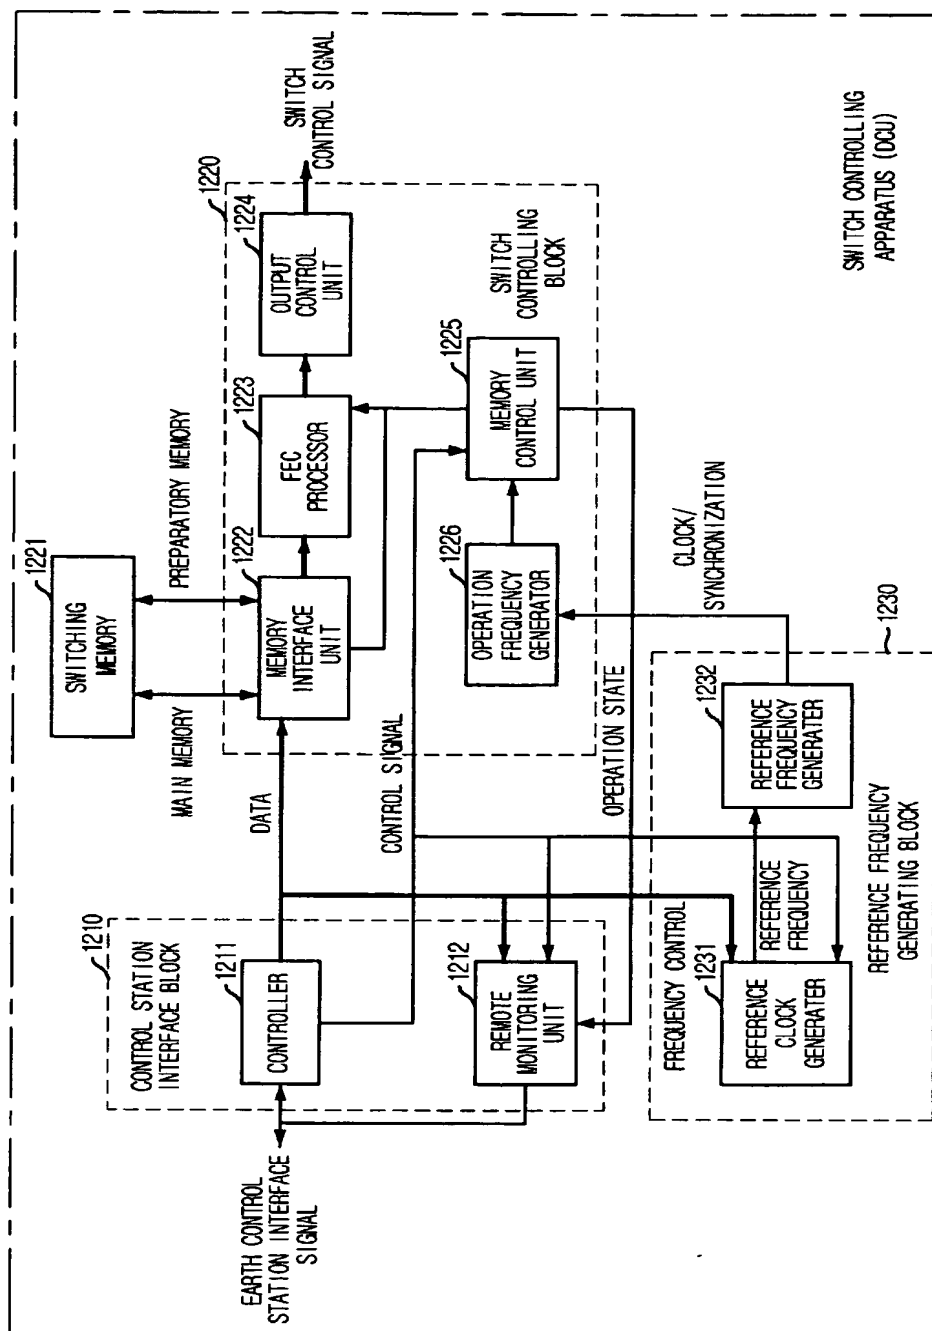 1221
SWITCHING
MEMORY
MAIN MEMORY
PREPARATORY MEMORY
1220
1210
CONTROL STATION
INTERFACE BLOCK
1211
CONTROLLER
DATA
1222
MEMORY
INTERFACE
UNIT
1223
FEC
PROCESSOR
1224
OUTPUT
CONTROL
UNIT
SWITCH
CONTROL SIGNAL
EARTH CONTROL
STATION INTERFACE
SIGNAL
CONTROL SIGNAL
1212
REMOTE
MONITORING
UNIT
1226
OPERATION
FREQUENCY
GENERATOR
1225
MEMORY
CONTROL UNIT
SWITCH
CONTROLLING
BLOCK
OPERATION STATE
CLOCK/
SYNCHRONIZATION
FREQUENCY CONTROL
1231
REFERENCE
CLOCK
GENERATER
REFERENCE
FREQUENCY
1232
REFERENCE
FREQUENCY
GENERATER
1230
REFERENCE FREQUENCY
GENERATING BLOCK
SWITCH CONTROLLING
APPARATUS (DCU)